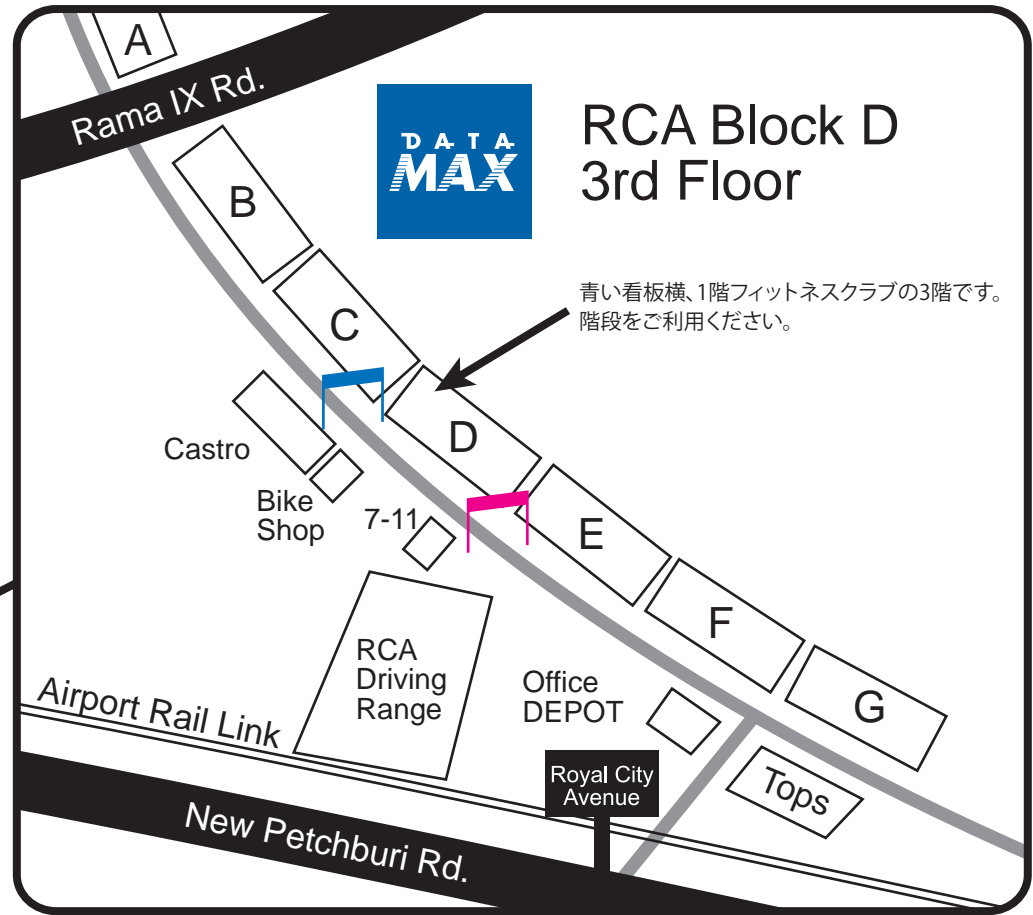 A
Rama IX Rd.
DATA
MAX
RCA Block D
3rd Floor
B
青い看板横、1階フィットネスクラブの3階です。
階段をご利用ください。
C
D
Castro
Bike
Shop
7-11
E
F
RCA
Driving
Range
Office
DEPOT
G
Airport Rail Link
Royal City
Avenue
Tops
New Petchburi Rd.